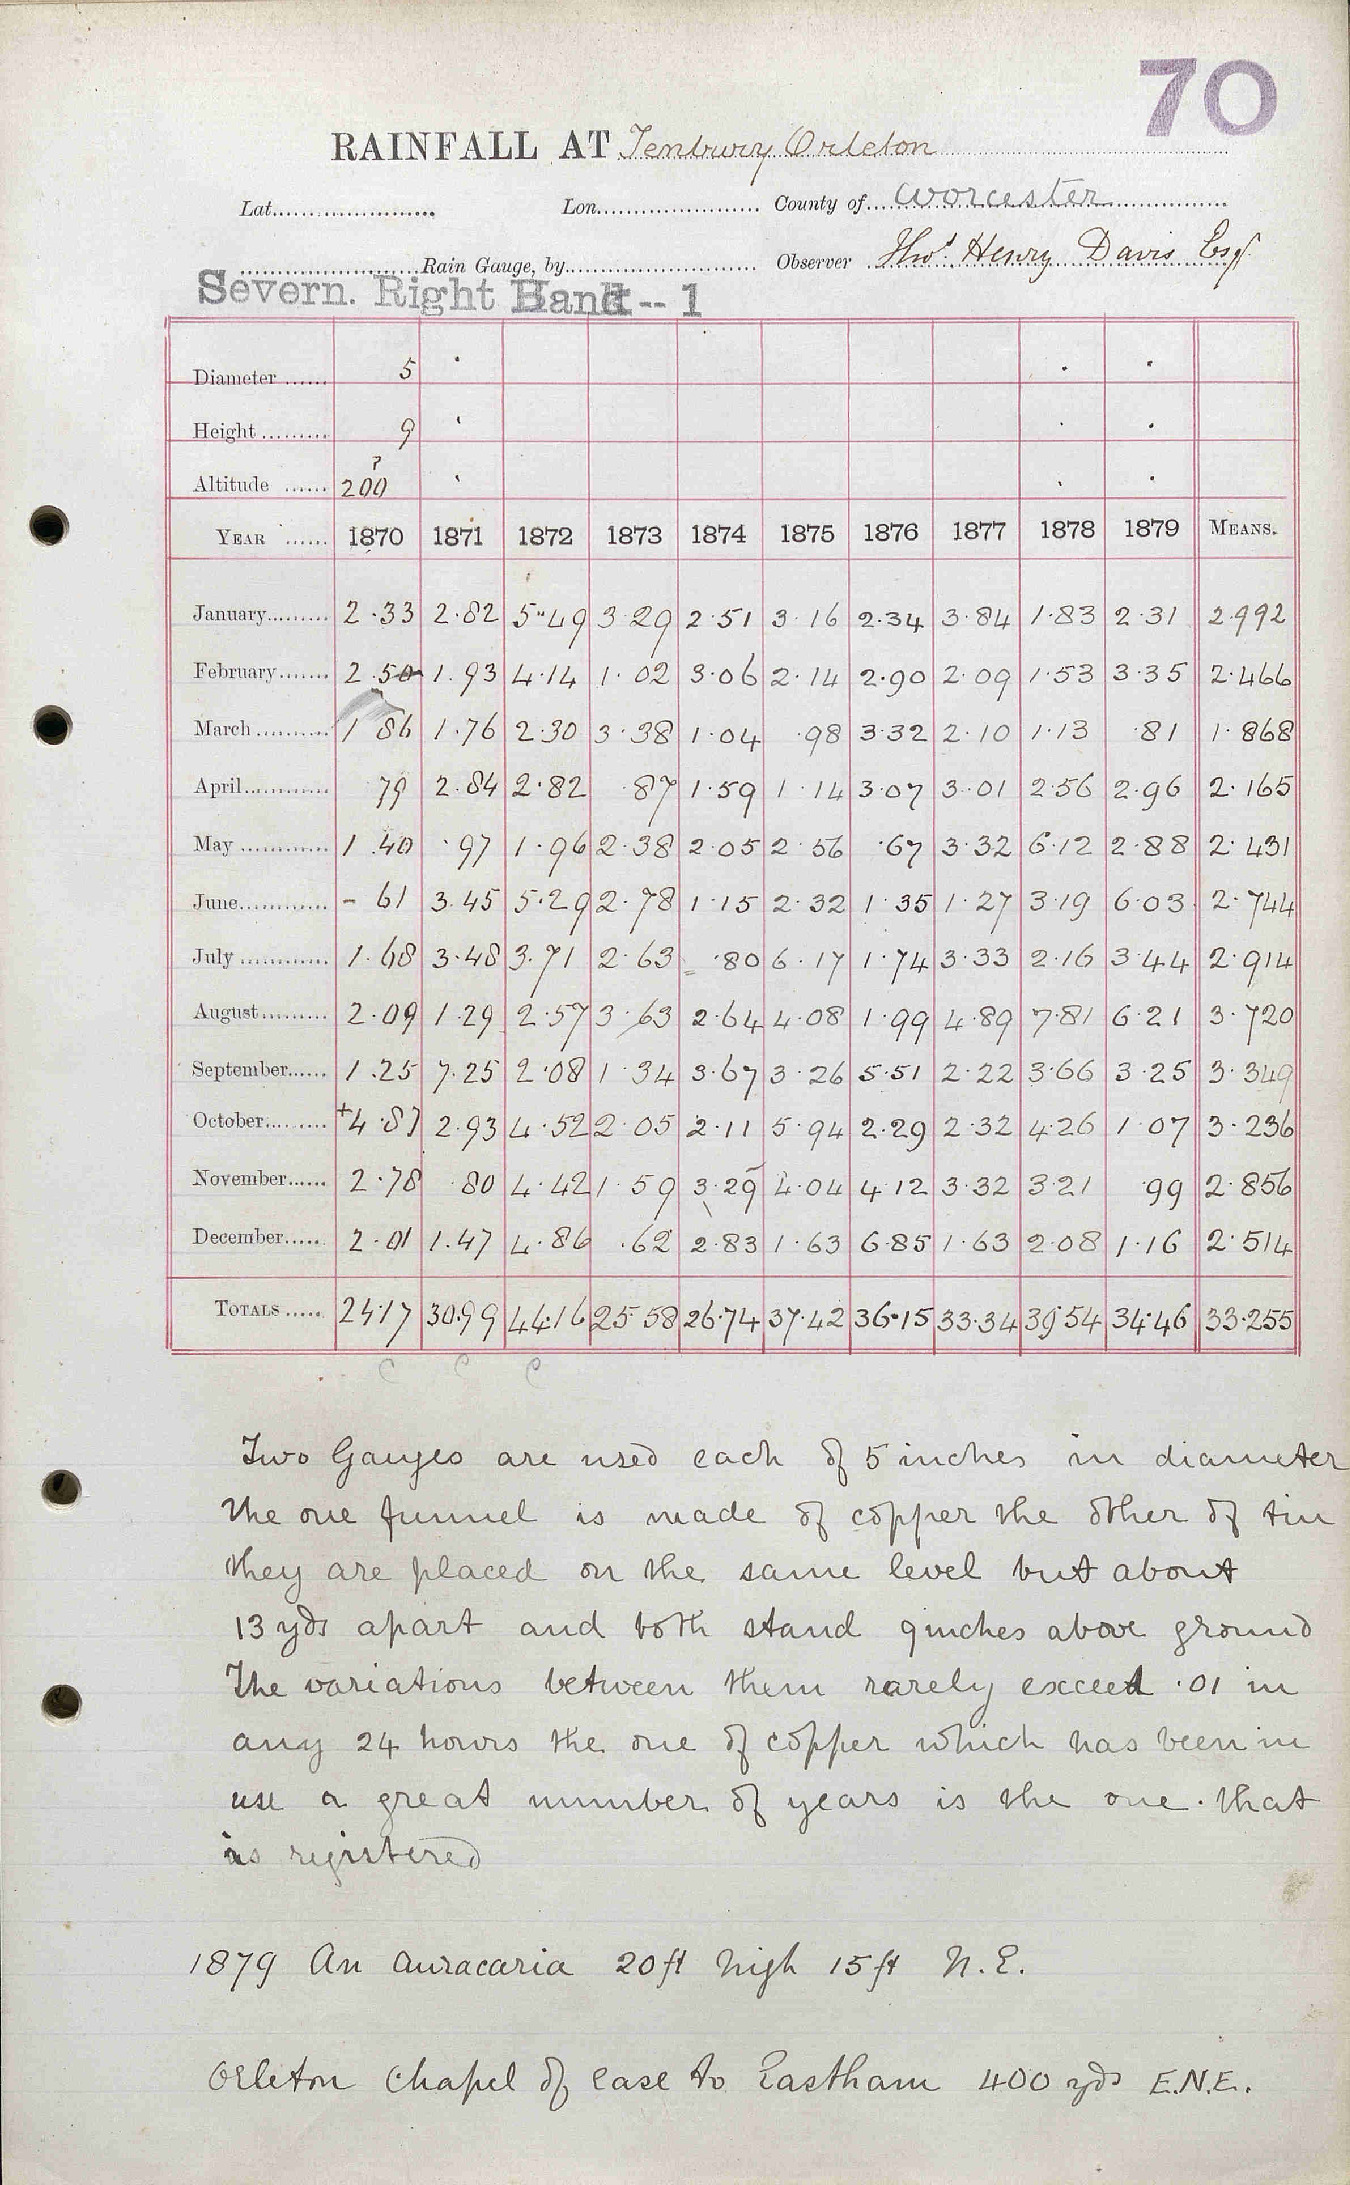 70
RAINFALL AT Tenbury Orleton
Lat. Lon. County of Worcester
Rain Gauge, by Observer Thos. Henry Davis Esqr
Severn. Right Hand -- 1
Diameter 5
Height 9
Altitude ? 200
YEAR 1870 1871 1872 1873 1874 1875 1876 1877 1878 1879 MEANS.
January 2.33 2.82 5.49 3.29 2.51 3.16 2.34 3.84 1.83 2.31 2.992
February 2.50 1.93 4.14 1.02 3.06 2.14 2.90 2.09 1.53 3.35 2.466
March 1 86 1.76 2.30 3.38 1.04 .98 3.32 2.10 1.13 .81 1.868
April 79 2.84 2.82 .87 1.59 1.14 3.07 3.01 2.56 2.96 2.165
May 1.40 .97 1.96 2.38 2.05 2.56 .67 3.32 6.12 2.88 2.431
June - 61 3.45 5.29 2.78 1.15 2.32 1.35 1.27 3.19 6.03 2.744
July 1.68 3.48 3.71 2.63 .80 6.17 1.74 3.33 2.16 3.44 2.914
August 2.09 1.29 2.57 3.63 2.64 4.08 1.99 4.89 7.81 6.21 3.720
September 1.25 7.25 2.08 1.34 3.67 3.26 5.51 2.22 3.66 3.25 3.349
October +4.87 2.93 4.52 2.05 2.11 5.94 2.29 2.32 4.26 1.07 3.236
November 2.78 .80 4.42 1.59 3.29 4.04 4.12 3.32 3.21 .99 2.856
December 2.01 1.47 4.86 .62 2.83 1.63 6.85 1.63 2.08 1.16 2.514
TOTALS 24.17 30.99 44.16 25.58 26.74 37.42 36.15 33.34 39.54 34.46 33.255
C C C
Two Gauges are used each of 5 inches in diameter
the one funnel is made of copper the other of tin
they are placed on the same level but about
13 yds apart and both stand 9 inches above ground
The variations between them rarely exceed .01 in
any 24 hours the one of copper which has been in
use a great number of years is the one that
is registered
1879 An auracaria 20ft high 15ft N.E.
Orleton Chapel of ease to Eastham 400 yds E.N.E.